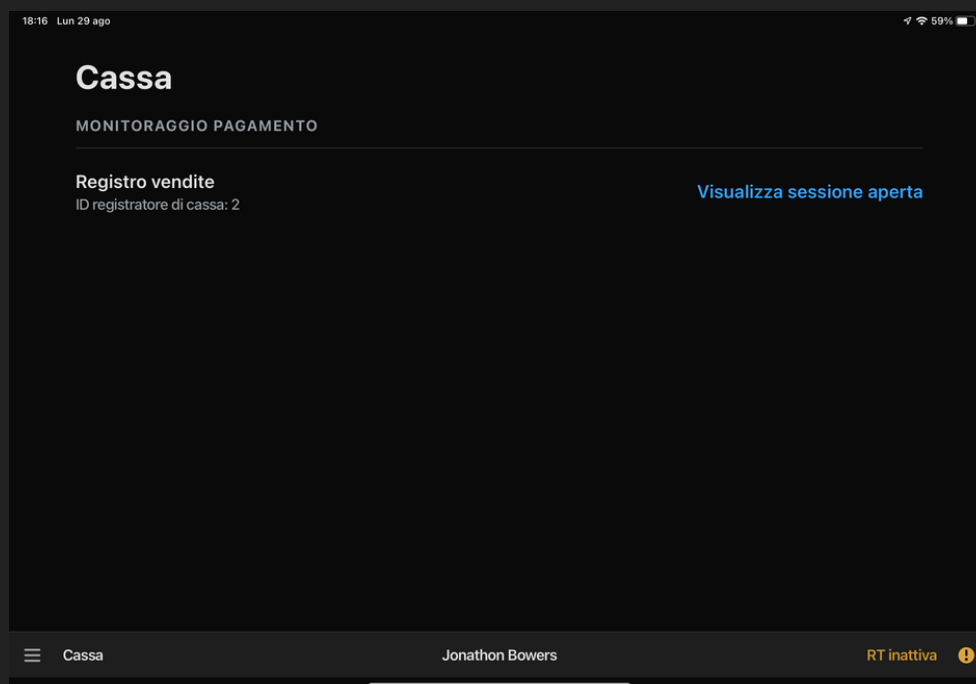 18:16 Lun 29 ago 59%
Cassa
MONITORAGGIO PAGAMENTO
Registro vendite
Visualizza sessione aperta
ID registratore di cassa: 2
Cassa Jonathon Bowers RT inattiva